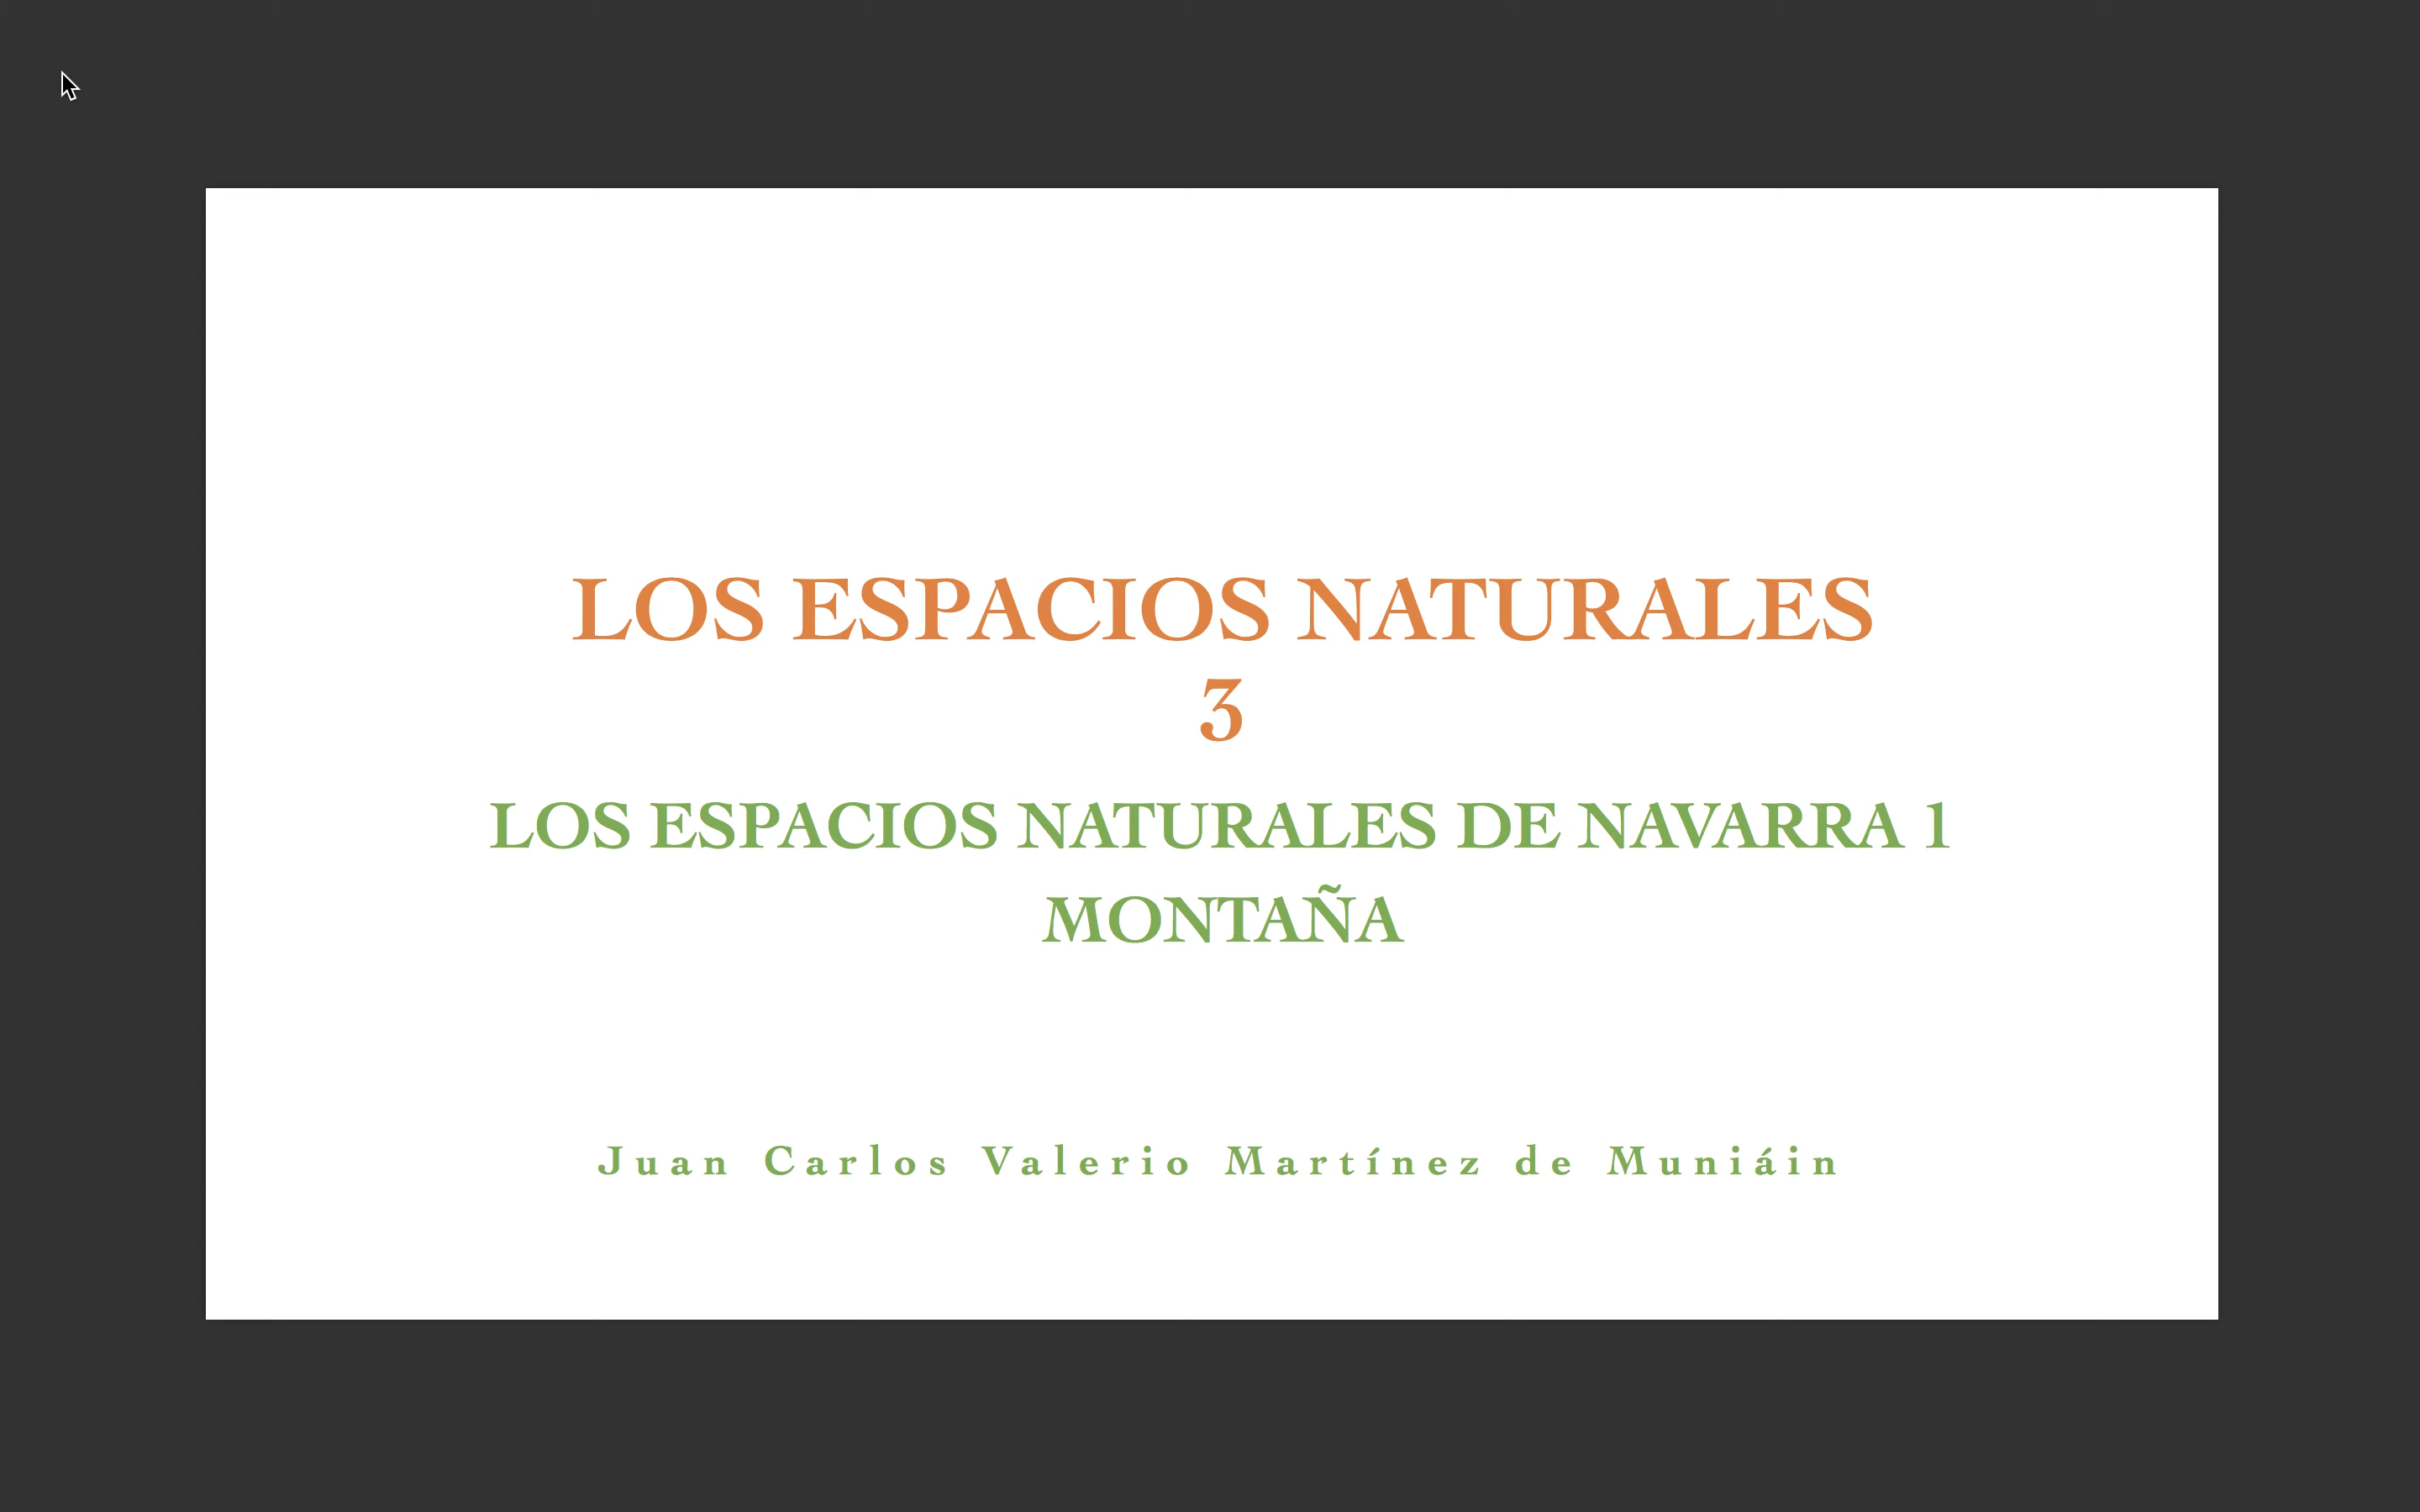 LOS ESPACIOS NATURALES
3
LOS ESPACIOS NATURALES DE NAVARRA 1
MONTAÑA
Juan Carlos Valerio Martínez de Muniáin